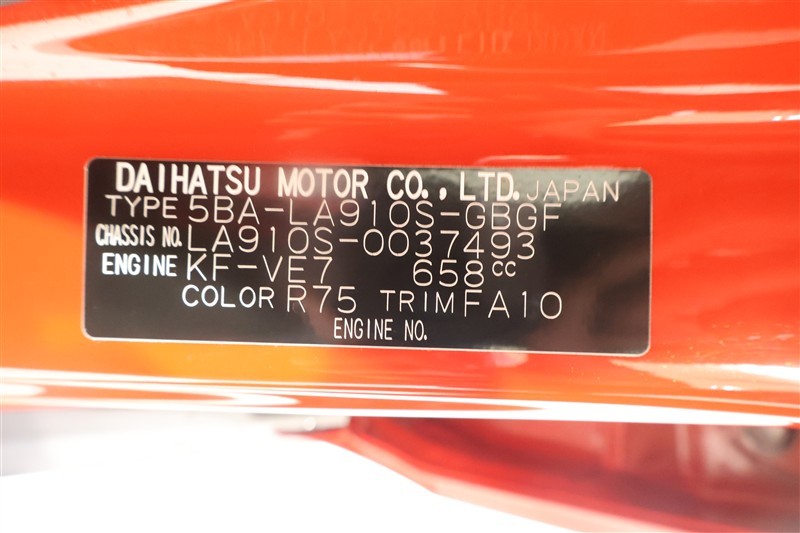 DAIHATSU MOTOR CO., LTD. JAPAN
TYPE 5BA-LA910S-GBGF
CHASSIS NO. LA910S-0037493
ENGINE KF-VE7 658cc
COLOR R75 TRIM FA10
ENGINE NO.